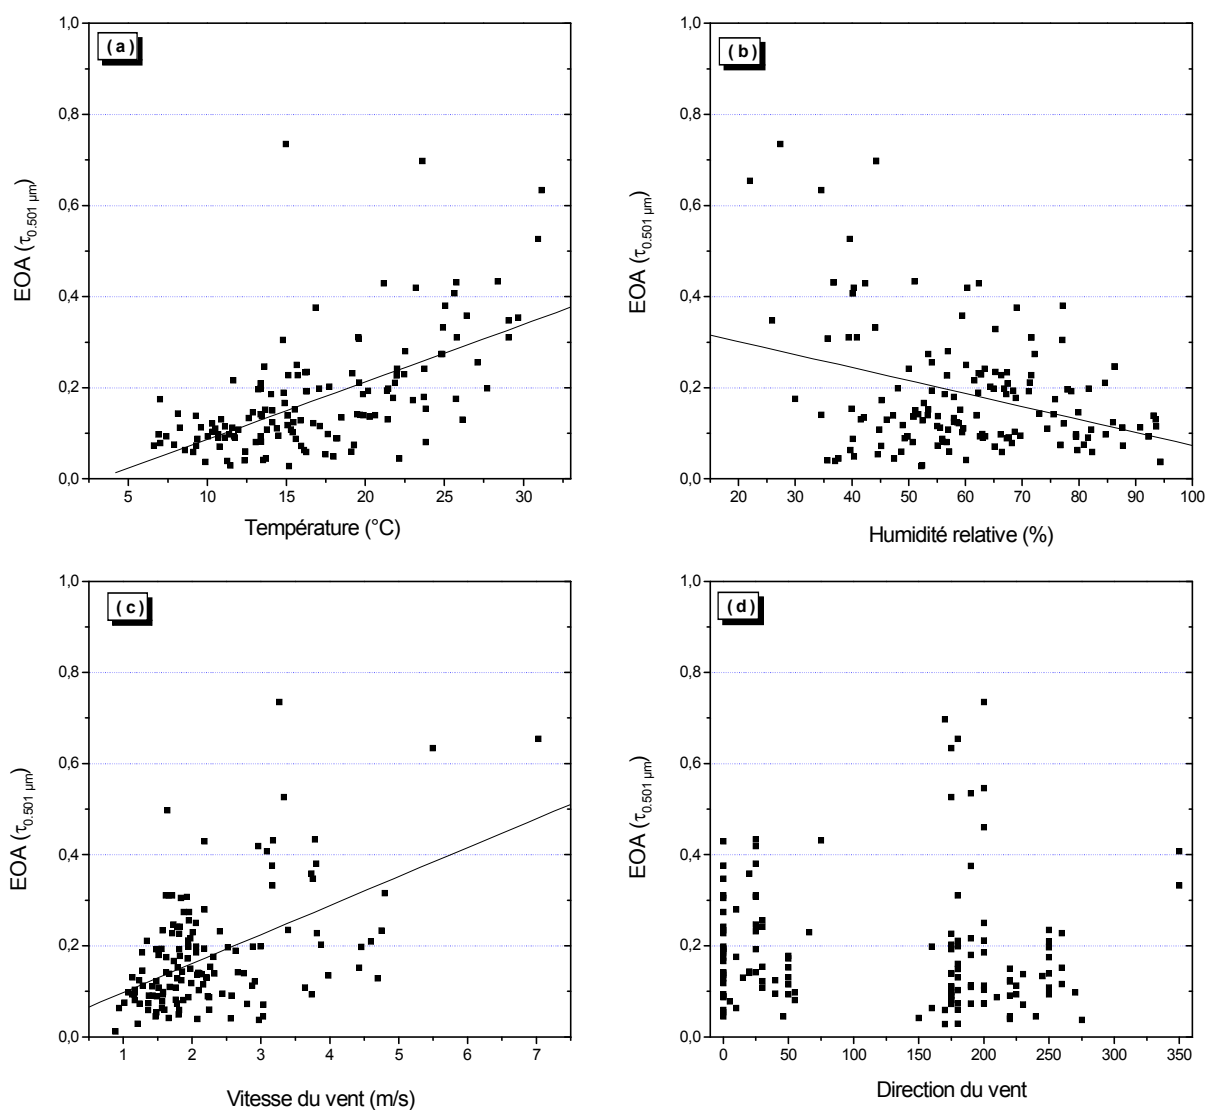 (a)
1,0
0,8
0,6
0,4
0,2
0,0
EOA (τ0.501 µm)
5 10 15 20 25 30
Température (°C)
(b)
1,0
0,8
0,6
0,4
0,2
0,0
EOA (τ0.501 µm)
20 30 40 50 60 70 80 90 100
Humidité relative (%)
(c)
1,0
0,8
0,6
0,4
0,2
0,0
EOA (τ0.501 µm)
1 2 3 4 5 6 7
Vitesse du vent (m/s)
(d)
1,0
0,8
0,6
0,4
0,2
0,0
EOA (τ0.501 µm)
0 50 100 150 200 250 300 350
Direction du vent